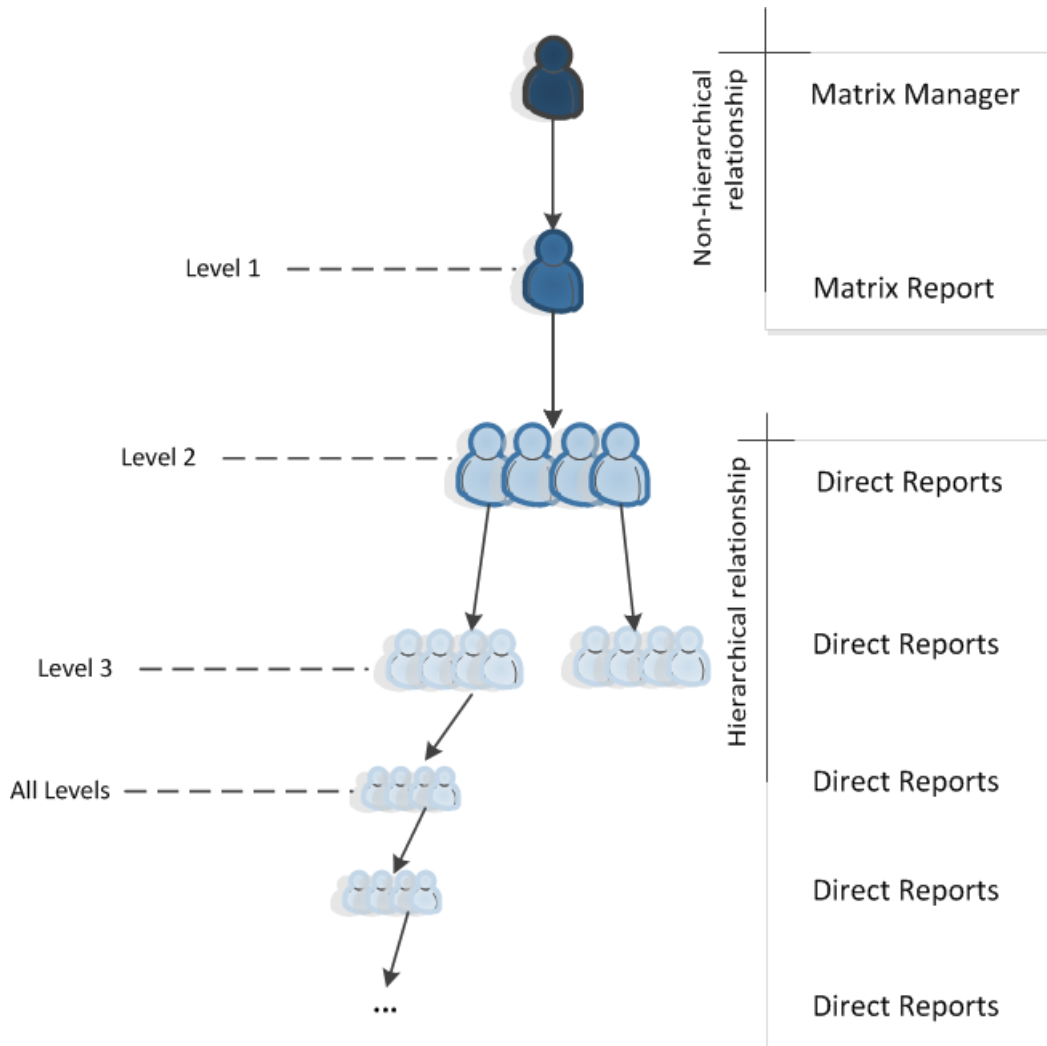 Matrix Manager
Non-hierarchical
relationship
Level 1
Matrix Report
Level 2
Direct Reports
Hierarchical relationship
Level 3
Direct Reports
All Levels
Direct Reports
Direct Reports
...
Direct Reports